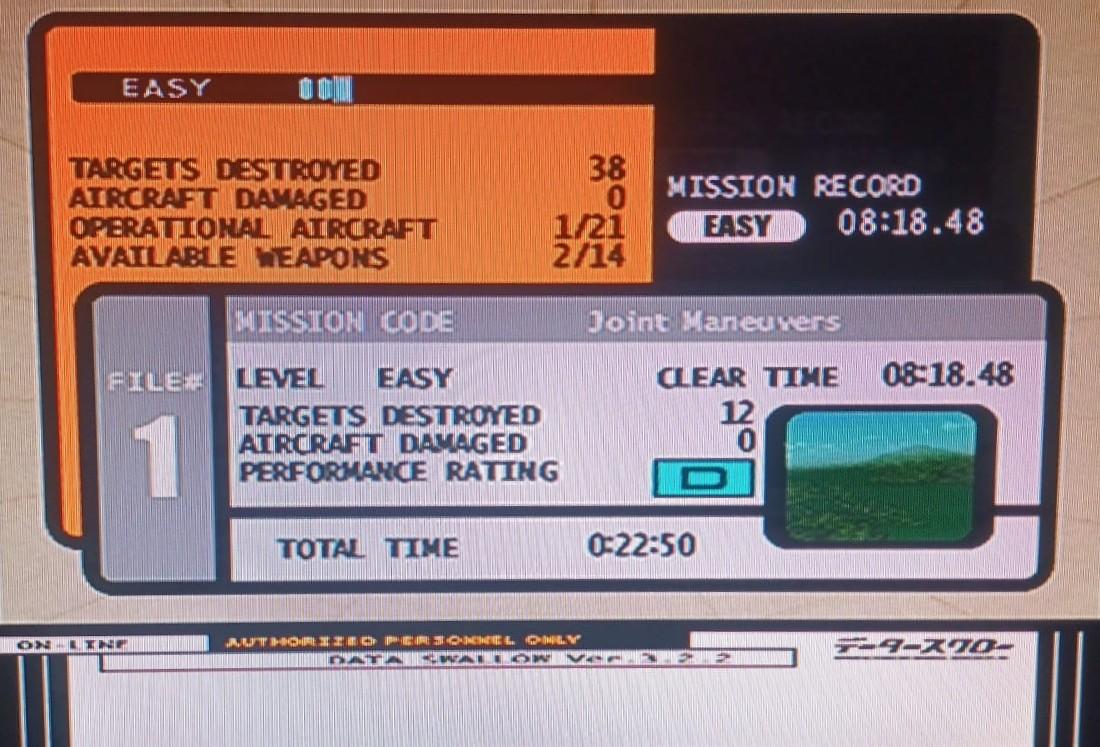 EASY
TARGETS DESTROYED 38
AIRCRAFT DAMAGED 0
OPERATIONAL AIRCRAFT 1/21
AVAILABLE WEAPONS 2/14
MISSION RECORD
EASY 08:18.48
MISSION CODE Joint Maneuvers
FILE# 1
LEVEL EASY CLEAR TIME 08:18.48
TARGETS DESTROYED 12
AIRCRAFT DAMAGED 0
PERFORMANCE RATING D
TOTAL TIME 0:22:50
ON-LINE AUTHORIZED PERSONNEL ONLY データースワロー
DATA SWALLOW Ver.3.2.2